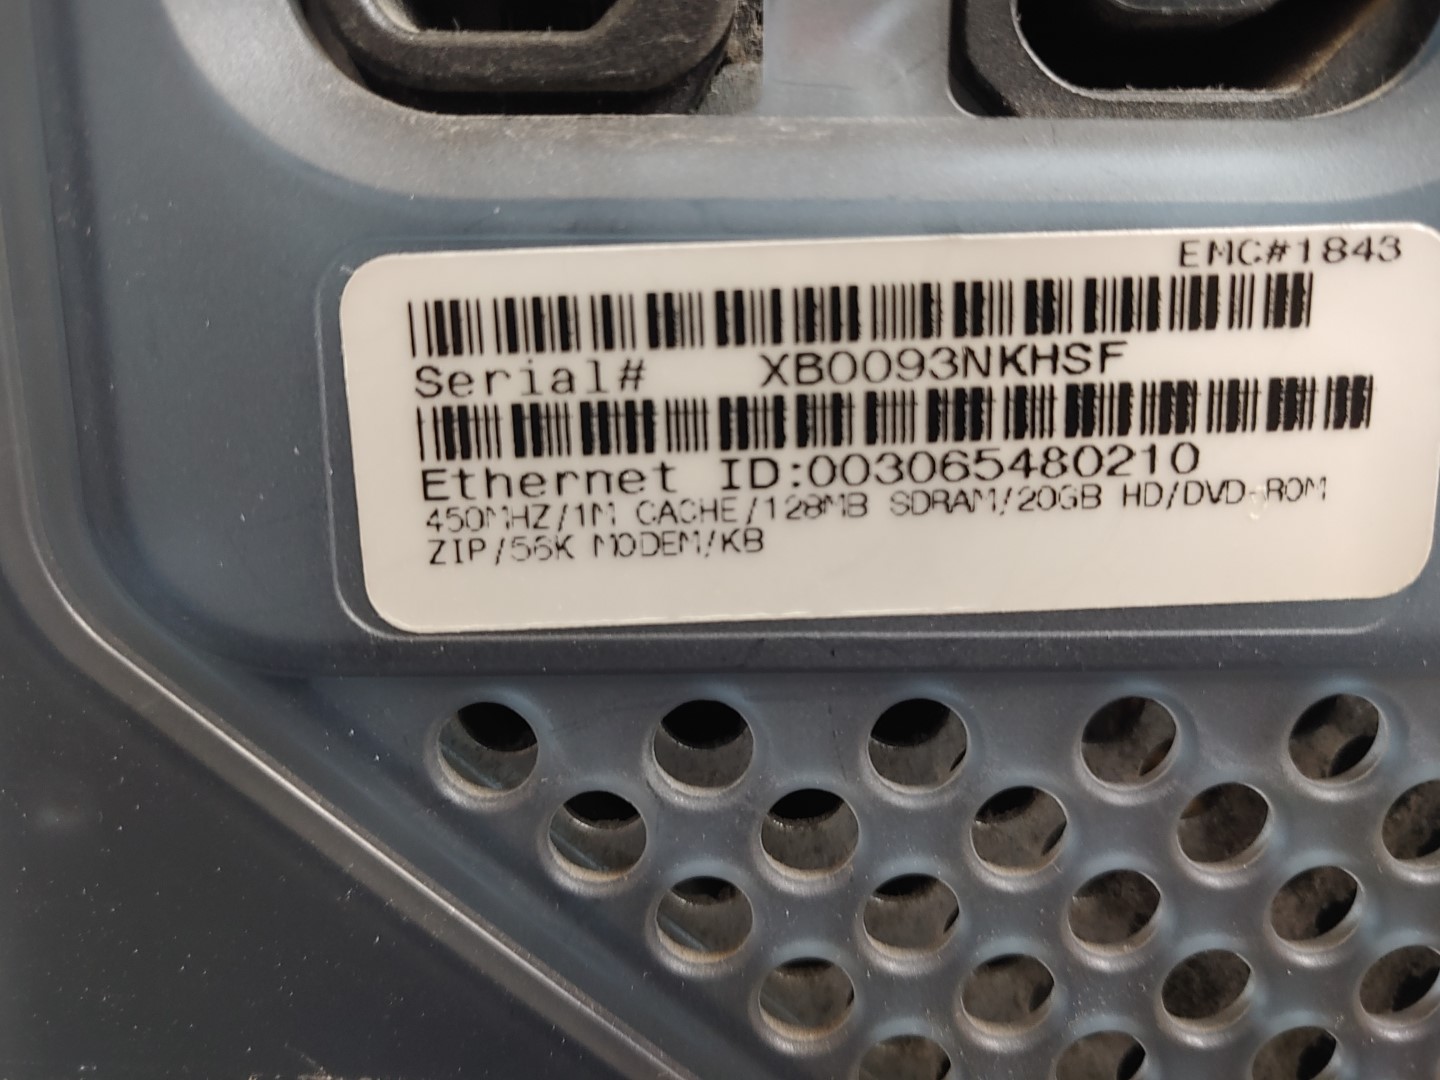 EMC#1843
Serial# XB0093NKHSF
Ethernet ID:003065480210
450MHZ/1M CACHE/128MB SDRAM/20GB HD/DVD-ROM
ZIP/56K MODEM/KB